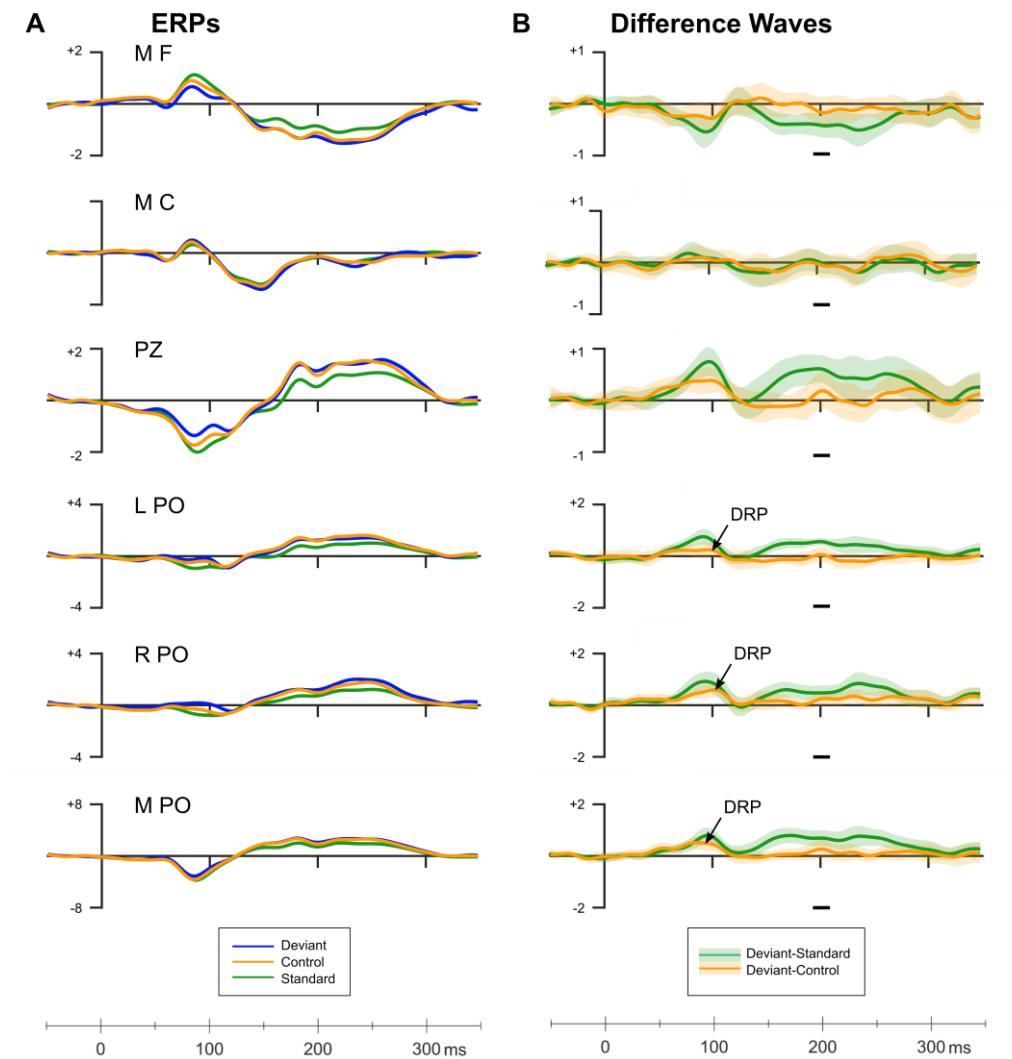 A ERPs
B Difference Waves
+2
M F
-2
+1
-1
M C
+1
-1
+2
PZ
-2
+1
-1
+4
L PO
-4
+2
DRP
-2
+4
R PO
-4
+2
DRP
-2
+8
M PO
-8
+2
DRP
-2
Deviant
Control
Standard
Deviant-Standard
Deviant-Control
0 100 200 300 ms
0 100 200 300 ms